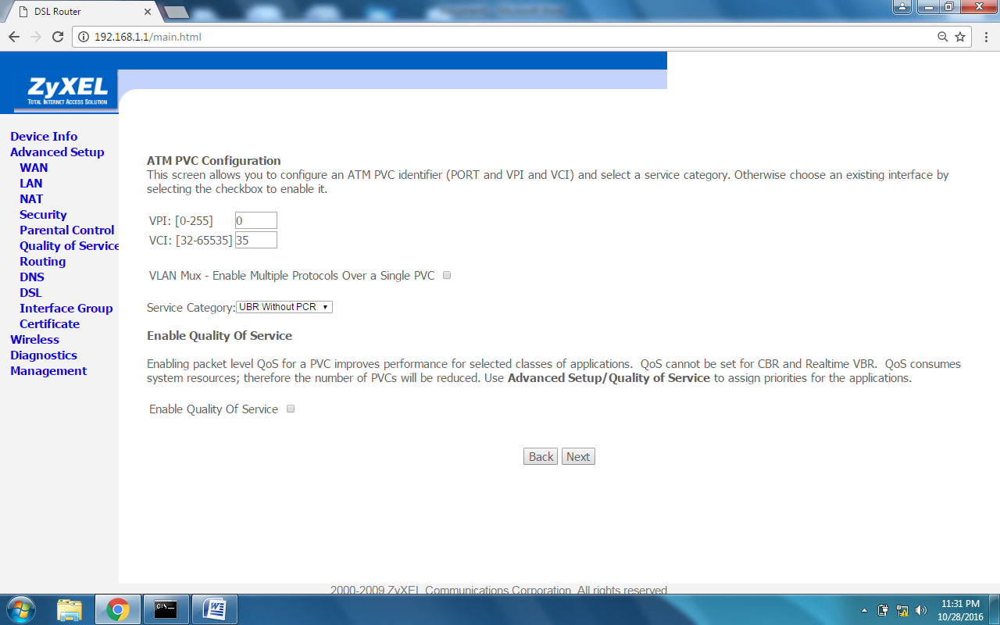 DSL Router
192.168.1.1/main.html
ZyXEL
TOTAL INTERNET ACCESS SOLUTION
Device Info
Advanced Setup
WAN
LAN
NAT
Security
Parental Control
Quality of Service
Routing
DNS
DSL
Interface Group
Certificate
Wireless
Diagnostics
Management
ATM PVC Configuration
This screen allows you to configure an ATM PVC identifier (PORT and VPI and VCI) and select a service category. Otherwise choose an existing interface by
selecting the checkbox to enable it.
VPI: [0-255] 0
VCI: [32-65535] 35
VLAN Mux - Enable Multiple Protocols Over a Single PVC
Service Category: UBR Without PCR
Enable Quality Of Service
Enabling packet level QoS for a PVC improves performance for selected classes of applications.  QoS cannot be set for CBR and Realtime VBR.  QoS consumes
system resources; therefore the number of PVCs will be reduced. Use Advanced Setup/Quality of Service to assign priorities for the applications.
Enable Quality Of Service
Back Next
2000-2009 ZyXEL Communications Corporation. All rights reserved
C:\
W
11:31 PM
10/28/2016